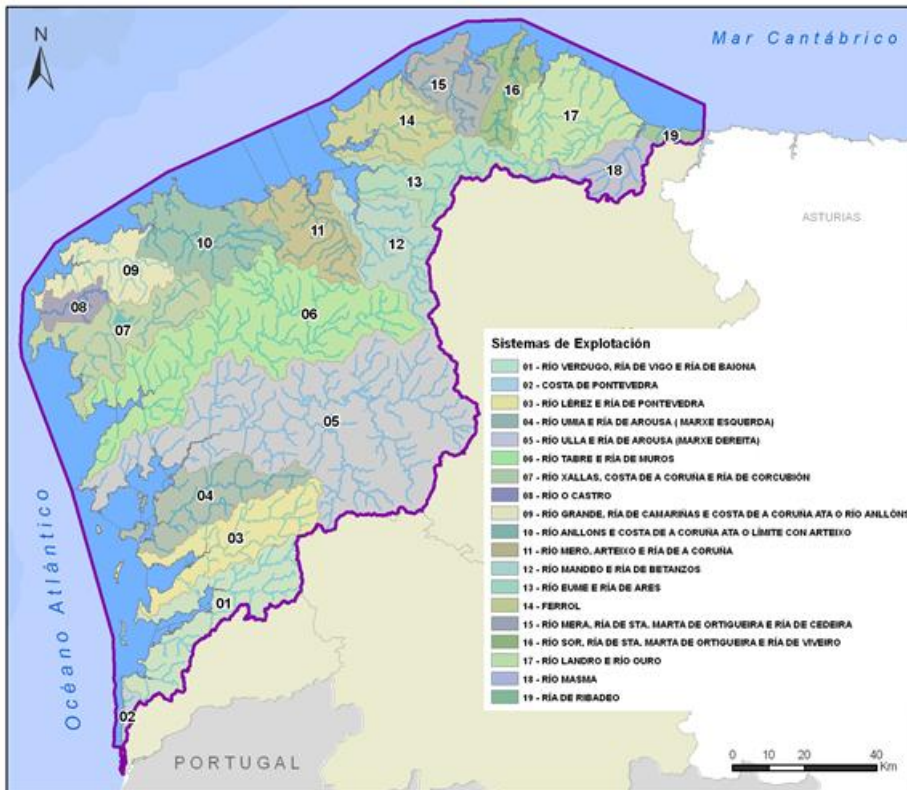 N
Mar Cantábrico
15
16
14
17
19
13
18
ASTURIAS
12
11
10
09
08
07
06
05
04
03
01
02
Océano Atlántico
PORTUGAL
Sistemas de Explotación
01 - RÍO VERDUGO, RÍA DE VIGO E RÍA DE BAIONA
02 - COSTA DE PONTEVEDRA
03 - RÍO LÉREZ E RÍA DE PONTEVEDRA
04 - RÍO UMIA E RÍA DE AROUSA ( MARXE ESQUERDA)
05 - RÍO ULLA E RÍA DE AROUSA (MARXE DEREITA)
06 - RÍO TABRE E RÍA DE MUROS
07 - RÍO XALLAS, COSTA DE A CORUÑA E RÍA DE CORCUBIÓN
08 - RÍO O CASTRO
09 - RÍO GRANDE, RÍA DE CAMARIÑAS E COSTA DE A CORUÑA ATA O RÍO ANLLÓNS
10 - RÍO ANLLONS E COSTA DE A CORUÑA ATA O LÍMITE CON ARTEIXO
11 - RÍO MERO, ARTEIXO E RÍA DE A CORUÑA
12 - RÍO MANDEO E RÍA DE BETANZOS
13 - RÍO EUME E RÍA DE ARES
14 - FERROL
15 - RÍO MERA, RÍA DE STA. MARTA DE ORTIGUEIRA E RÍA DE CEDEIRA
16 - RÍO SOR, RÍA DE STA. MARTA DE ORTIGUEIRA E RÍA DE VIVEIRO
17 - RÍO LANDRO E RÍO OURO
18 - RÍO MASMA
19 - RÍA DE RIBADEO
0 10 20 40
Km